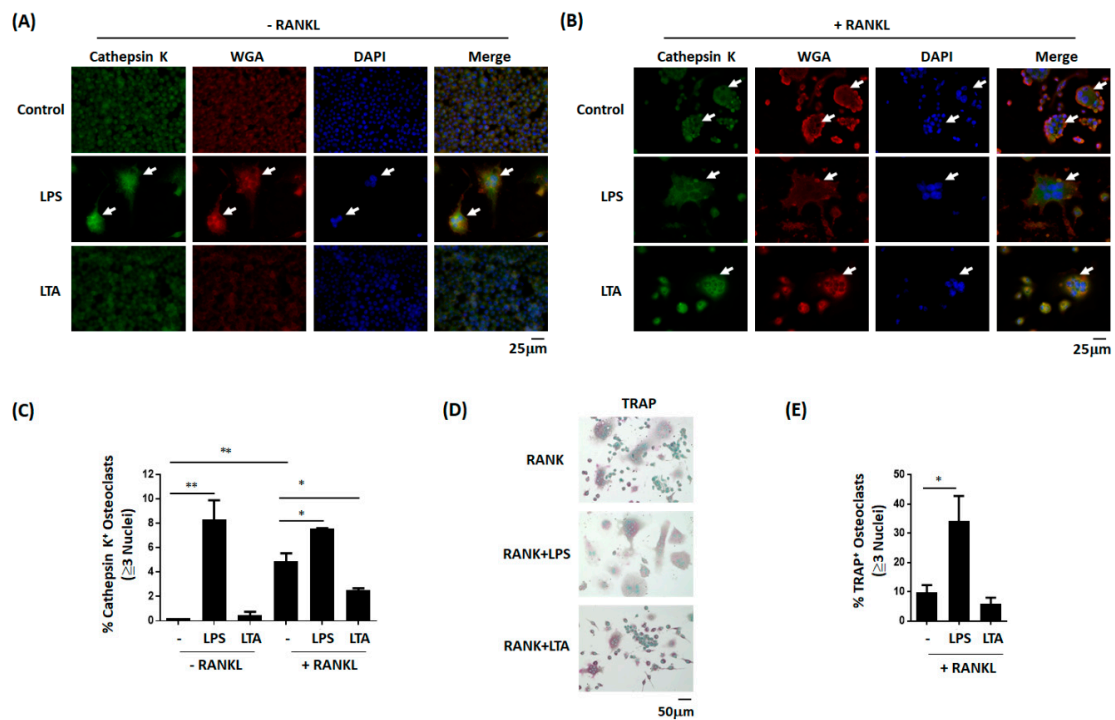 (A)
- RANKL
Cathepsin K WGA DAPI Merge
Control
LPS
LTA
25μm
(B)
+ RANKL
Cathepsin K WGA DAPI Merge
Control
LPS
LTA
25μm
(C)
% Cathepsin K⁺ Osteoclasts
(≧3 Nuclei)
12
10
8
6
4
2
0
**
**
*
*
- LPS LTA - LPS LTA
- RANKL + RANKL
(D)
TRAP
RANK
RANK+LPS
RANK+LTA
50μm
(E)
% TRAP⁺ Osteoclasts
(≧3 Nuclei)
50
40
30
20
10
0
*
- LPS LTA
+ RANKL